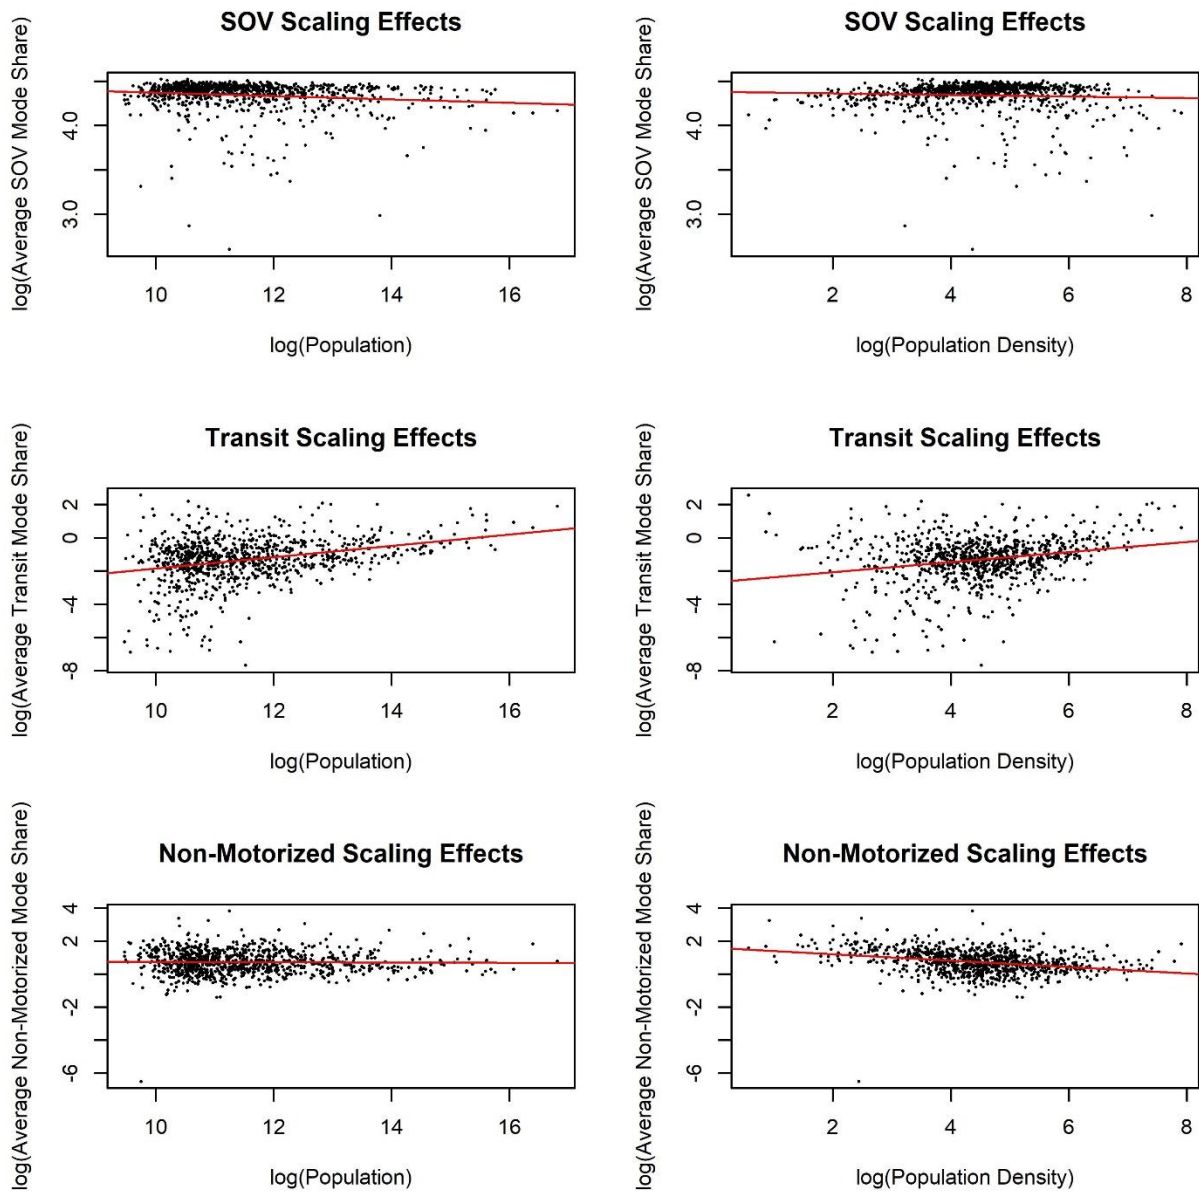 SOV Scaling Effects
log(Average SOV Mode Share)
4.0
3.0
10 12 14 16
log(Population)
SOV Scaling Effects
log(Average SOV Mode Share)
4.0
3.0
2 4 6 8
log(Population Density)
Transit Scaling Effects
log(Average Transit Mode Share)
2
0
-4
-8
10 12 14 16
log(Population)
Transit Scaling Effects
log(Average Transit Mode Share)
2
0
-4
-8
2 4 6 8
log(Population Density)
Non-Motorized Scaling Effects
log(Average Non-Motorized Mode Share)
4
2
-2
-6
10 12 14 16
log(Population)
Non-Motorized Scaling Effects
log(Average Non-Motorized Mode Share)
4
2
-2
-6
2 4 6 8
log(Population Density)